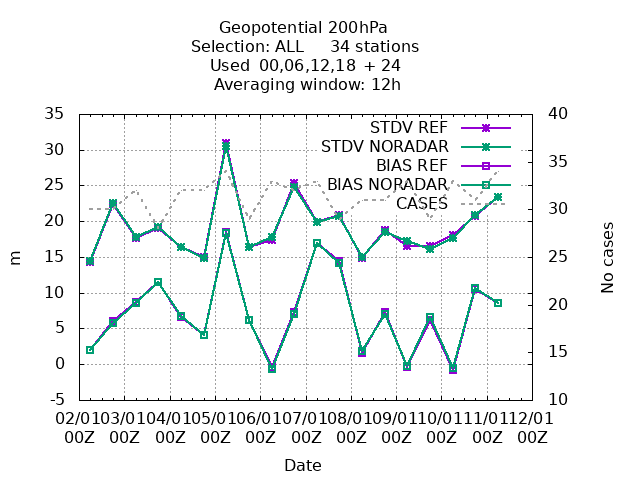 Geopotential 200hPa
Selection: ALL 34 stations
Used 00,06,12,18 + 24
Averaging window: 12h
35 40
STDV REF
30 STDV NORADAR
35
BIAS REF
25 BIAS NORADAR
CASES
20 30
m
15 25
No cases
10
20
5
0 15
-5 10
02/01 03/01 04/01 05/01 06/01 07/01 08/01 09/01 10/01 11/01 12/01
00Z 00Z 00Z 00Z 00Z 00Z 00Z 00Z 00Z 00Z 00Z
Date